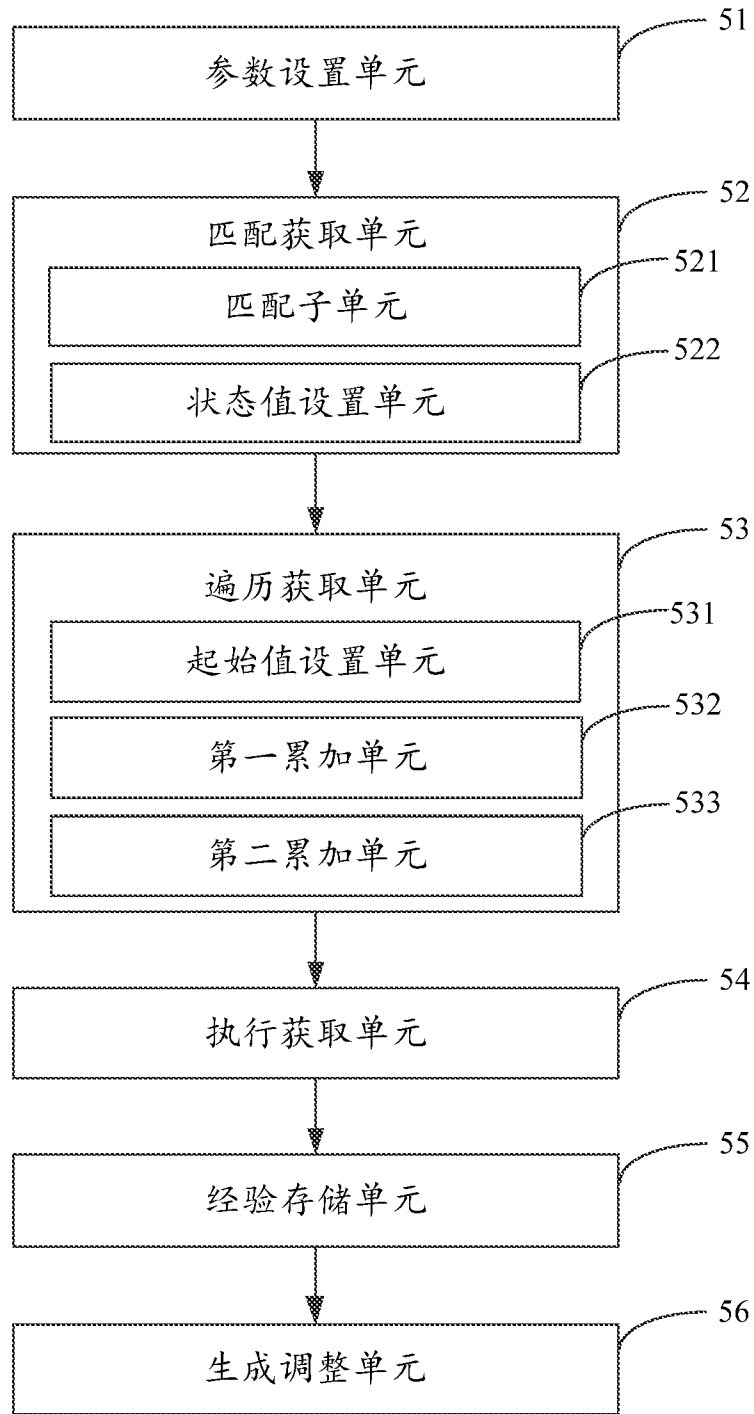 51
参数设置单元
52
匹配获取单元
521
匹配子单元
522
状态值设置单元
53
遍历获取单元
531
起始值设置单元
532
第一累加单元
533
第二累加单元
54
执行获取单元
55
经验存储单元
56
生成调整单元